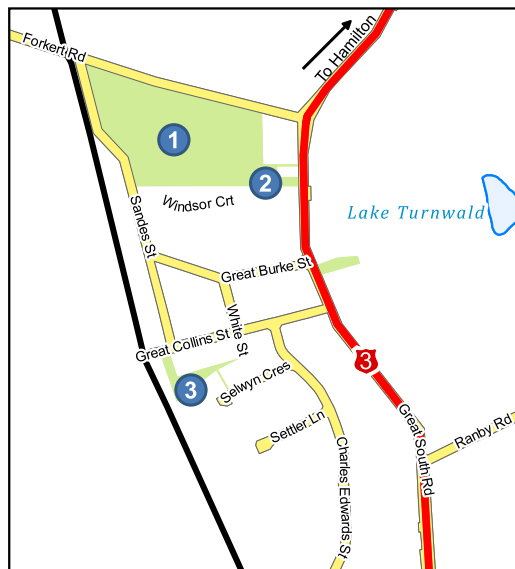 Forkert Rd
To Hamilton
1
2
Windsor Crt
Sandes St
Lake Turnwald
Great Burke St
White St
Great Collins St
3
3
Selwyn Cres
Settler Ln
Great South Rd
Ranby Rd
Charles Edwards St